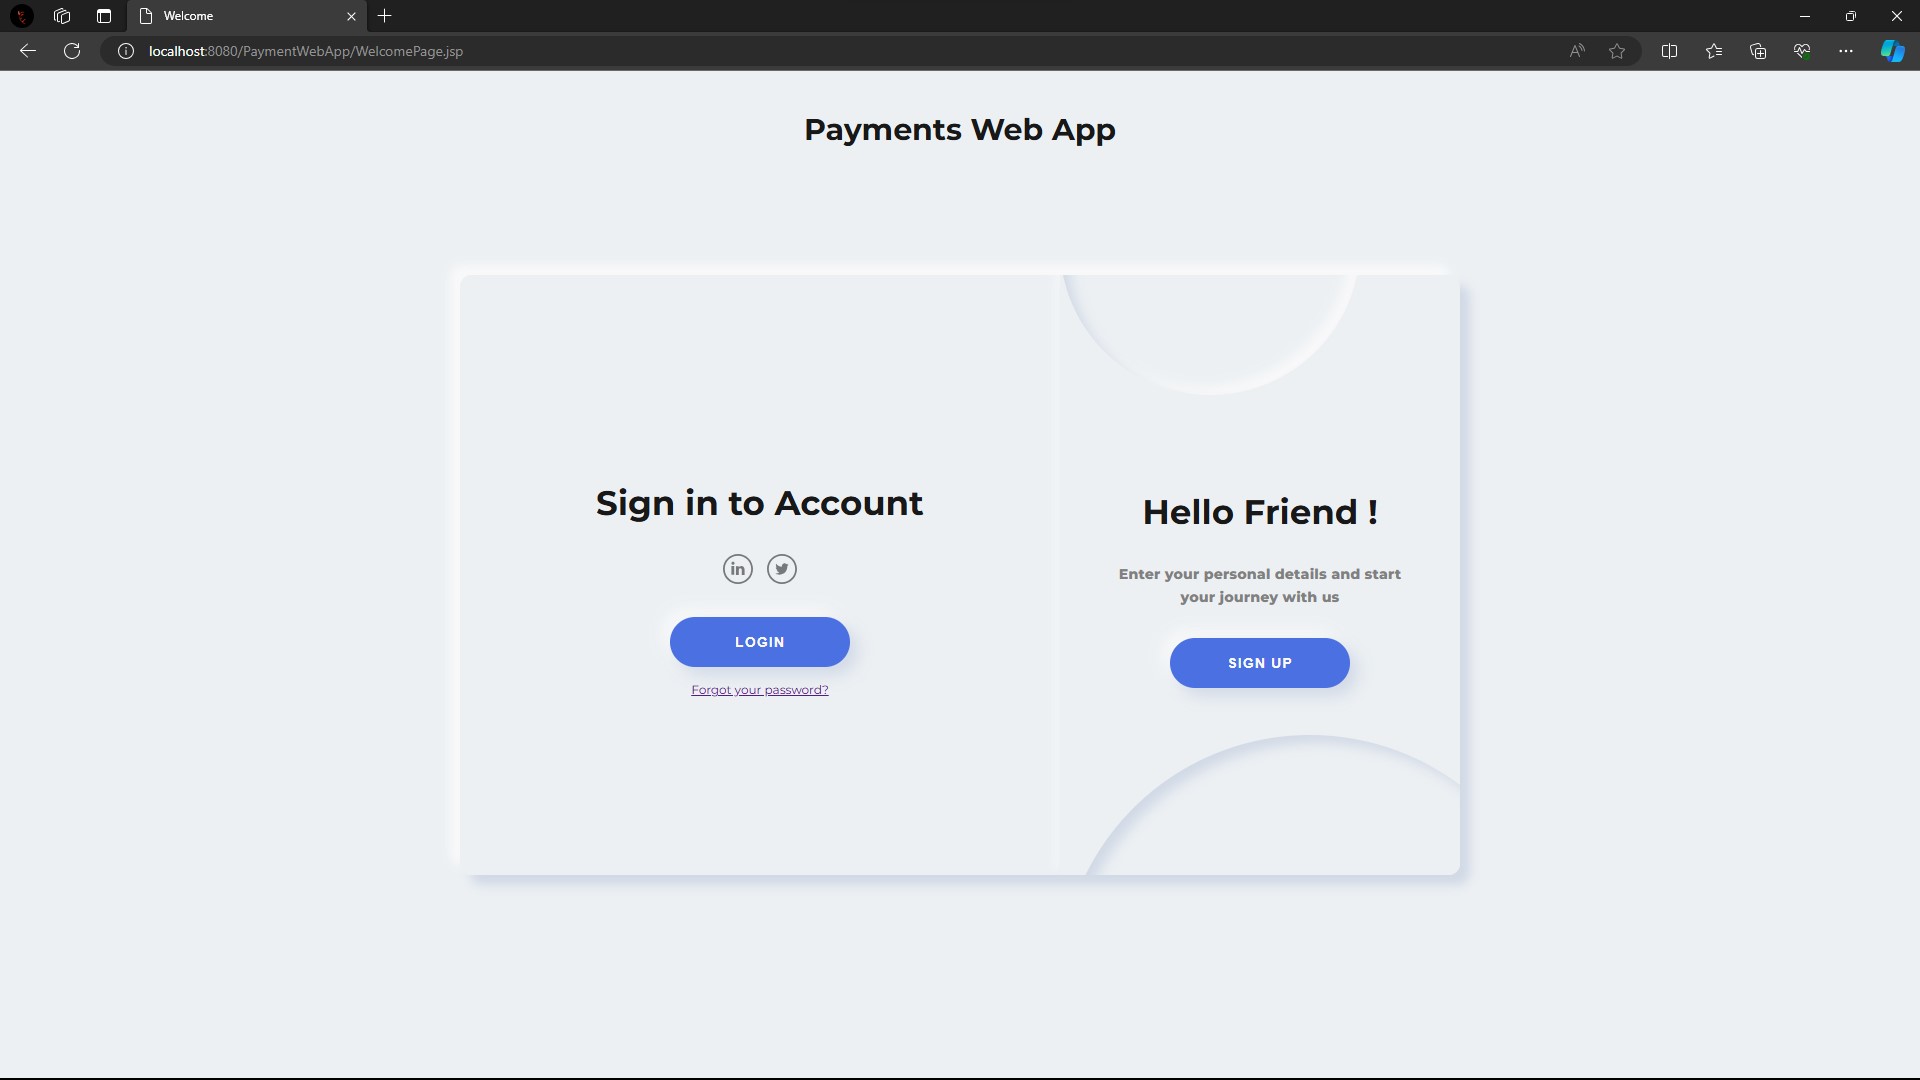 Welcome
localhost:8080/PaymentWebApp/WelcomePage.jsp
Payments Web App
Sign in to Account
in
LOGIN
Forgot your password?
Hello Friend !
Enter your personal details and start
your journey with us
SIGN UP